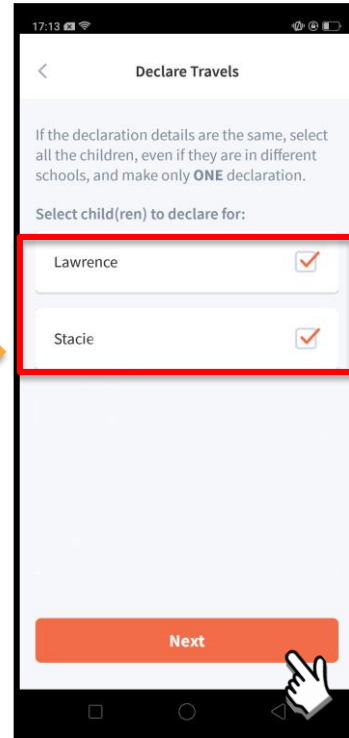 17:13
Declare Travels
If the declaration details are the same, select
all the children, even if they are in different
schools, and make only ONE declaration.
Select child(ren) to declare for:
Lawrence
Stacie
Next